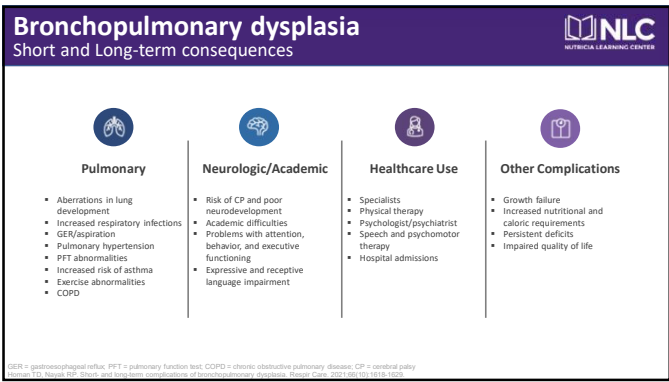 Bronchopulmonary dysplasia
Short and Long-term consequences
NLC
NUTRICIA LEARNING CENTER
Pulmonary
▪ Aberrations in lung
development
▪ Increased respiratory infections
▪ GER/aspiration
▪ Pulmonary hypertension
▪ PFT abnormalities
▪ Increased risk of asthma
▪ Exercise abnormalities
▪ COPD
Neurologic/Academic
▪ Risk of CP and poor
neurodevelopment
▪ Academic difficulties
▪ Problems with attention,
behavior, and executive
functioning
▪ Expressive and receptive
language impairment
Healthcare Use
▪ Specialists
▪ Physical therapy
▪ Psychologist/psychiatrist
▪ Speech and psychomotor
therapy
▪ Hospital admissions
Other Complications
▪ Growth failure
▪ Increased nutritional and
caloric requirements
▪ Persistent deficits
▪ Impaired quality of life
GER = gastroesophageal reflux; PFT = pulmonary function test; COPD = chronic obstructive pulmonary disease; CP = cerebral palsy
Homan TD, Nayak RP. Short- and long-term complications of bronchopulmonary dysplasia. Respir Care. 2021;66(10):1618-1629.